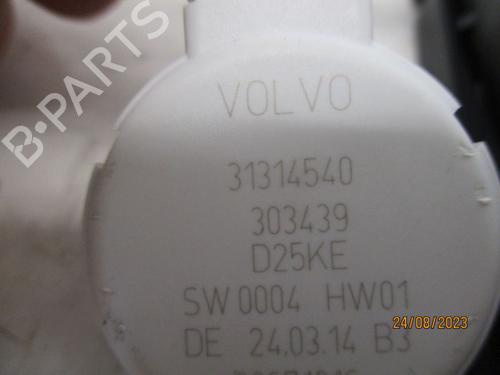 B-PARTS
VOLVO
31314540
303439
D25KE
SW0004 HW01
DE 24.03.14 B3
24/08/2023